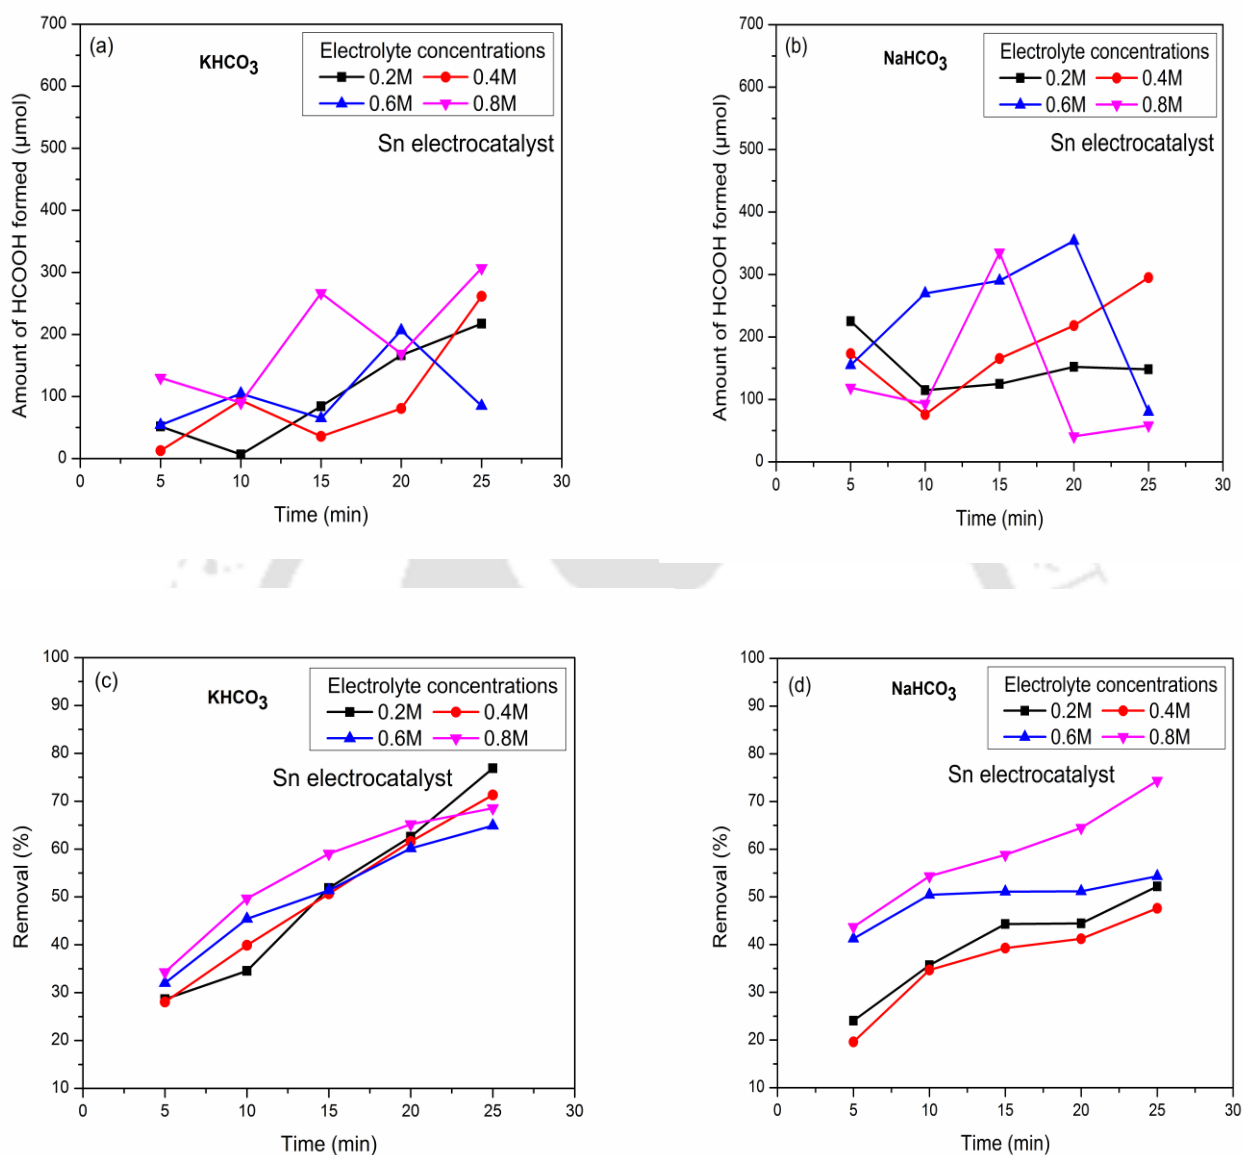 (a)
KHCO3
Electrolyte concentrations
0.2M 0.4M
0.6M 0.8M
Sn electrocatalyst
Amount of HCOOH formed (μmol)
700
600
500
400
300
200
100
0
0 5 10 15 20 25 30
Time (min)
(b)
NaHCO3
Electrolyte concentrations
0.2M 0.4M
0.6M 0.8M
Sn electrocatalyst
Amount of HCOOH formed (μmol)
700
600
500
400
300
200
100
0
0 5 10 15 20 25 30
Time (min)
(c)
KHCO3
Electrolyte concentrations
0.2M 0.4M
0.6M 0.8M
Sn electrocatalyst
Removal (%)
100
90
80
70
60
50
40
30
20
10
0 5 10 15 20 25 30
Time (min)
(d)
NaHCO3
Electrolyte concentrations
0.2M 0.4M
0.6M 0.8M
Sn electrocatalyst
Removal (%)
100
90
80
70
60
50
40
30
20
10
0 5 10 15 20 25 30
Time (min)